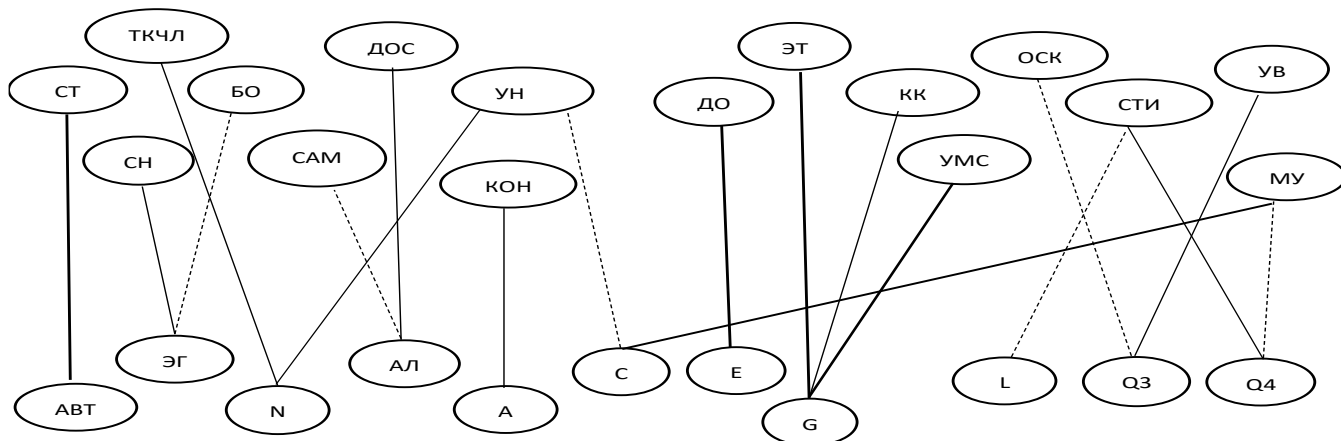 ТКЧЛ
ДОС
ЭТ
ОСК
УВ
СТ
БО
УН
ДО
КК
СТИ
СН
САМ
КОН
УМС
МУ
ЭГ
АЛ
С
Е
L
Q3
Q4
АВТ
N
А
G